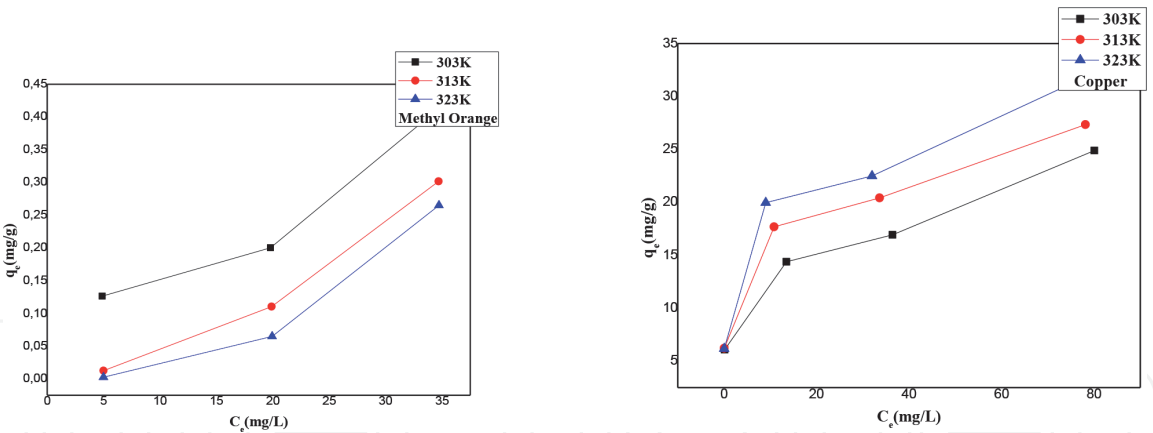 303K
313K
323K
Methyl Orange
0,45
0,40
0,35
0,30
0,25
0,20
0,15
0,10
0,05
0,00
qe(mg/g)
0 5 10 15 20 25 30 35
Ce(mg/L)
303K
313K
323K
Copper
35
30
25
20
15
10
5
qe(mg/g)
0 20 40 60 80
Ce(mg/L)